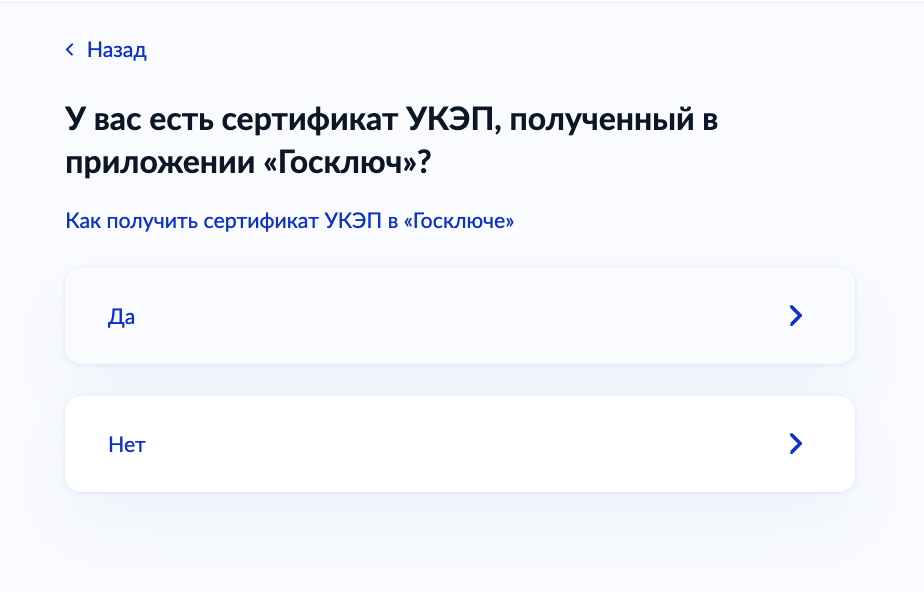 Назад
У вас есть сертификат УКЭП, полученный в
приложении «Госключ»?
Как получить сертификат УКЭП в «Госключе»
Да
Нет